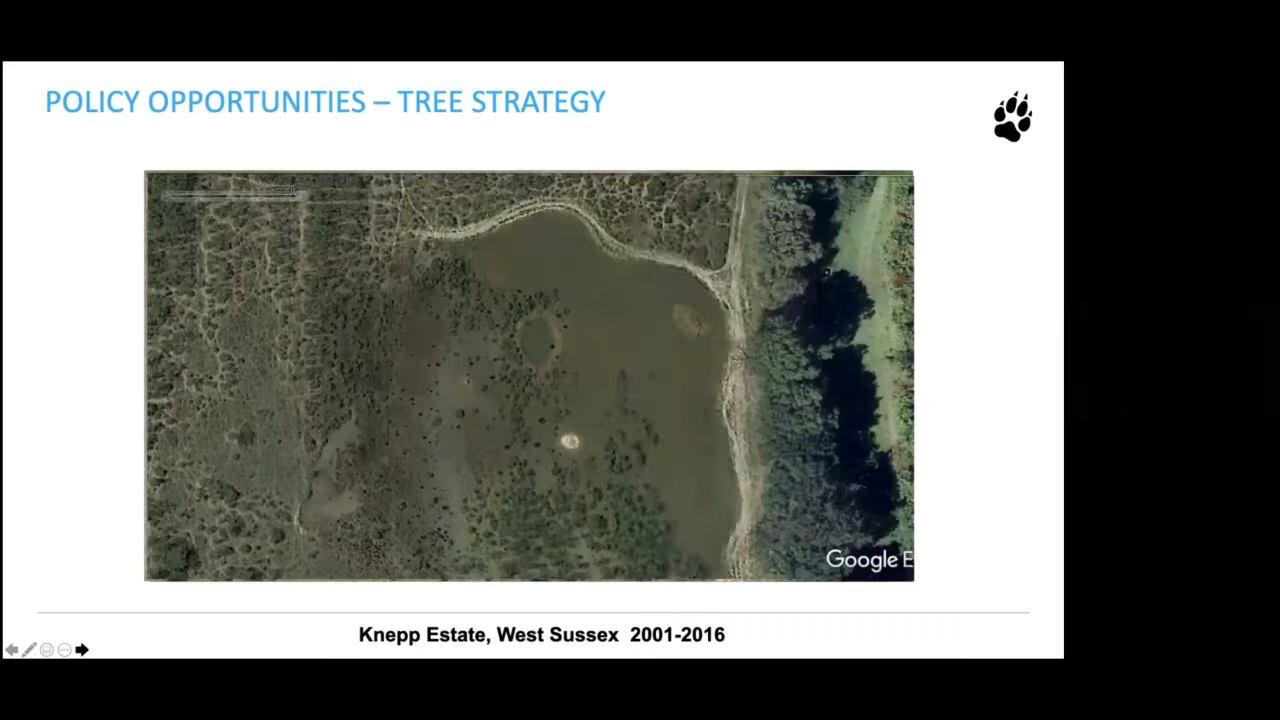 POLICY OPPORTUNITIES – TREE STRATEGY
Google E
Knepp Estate, West Sussex 2001-2016